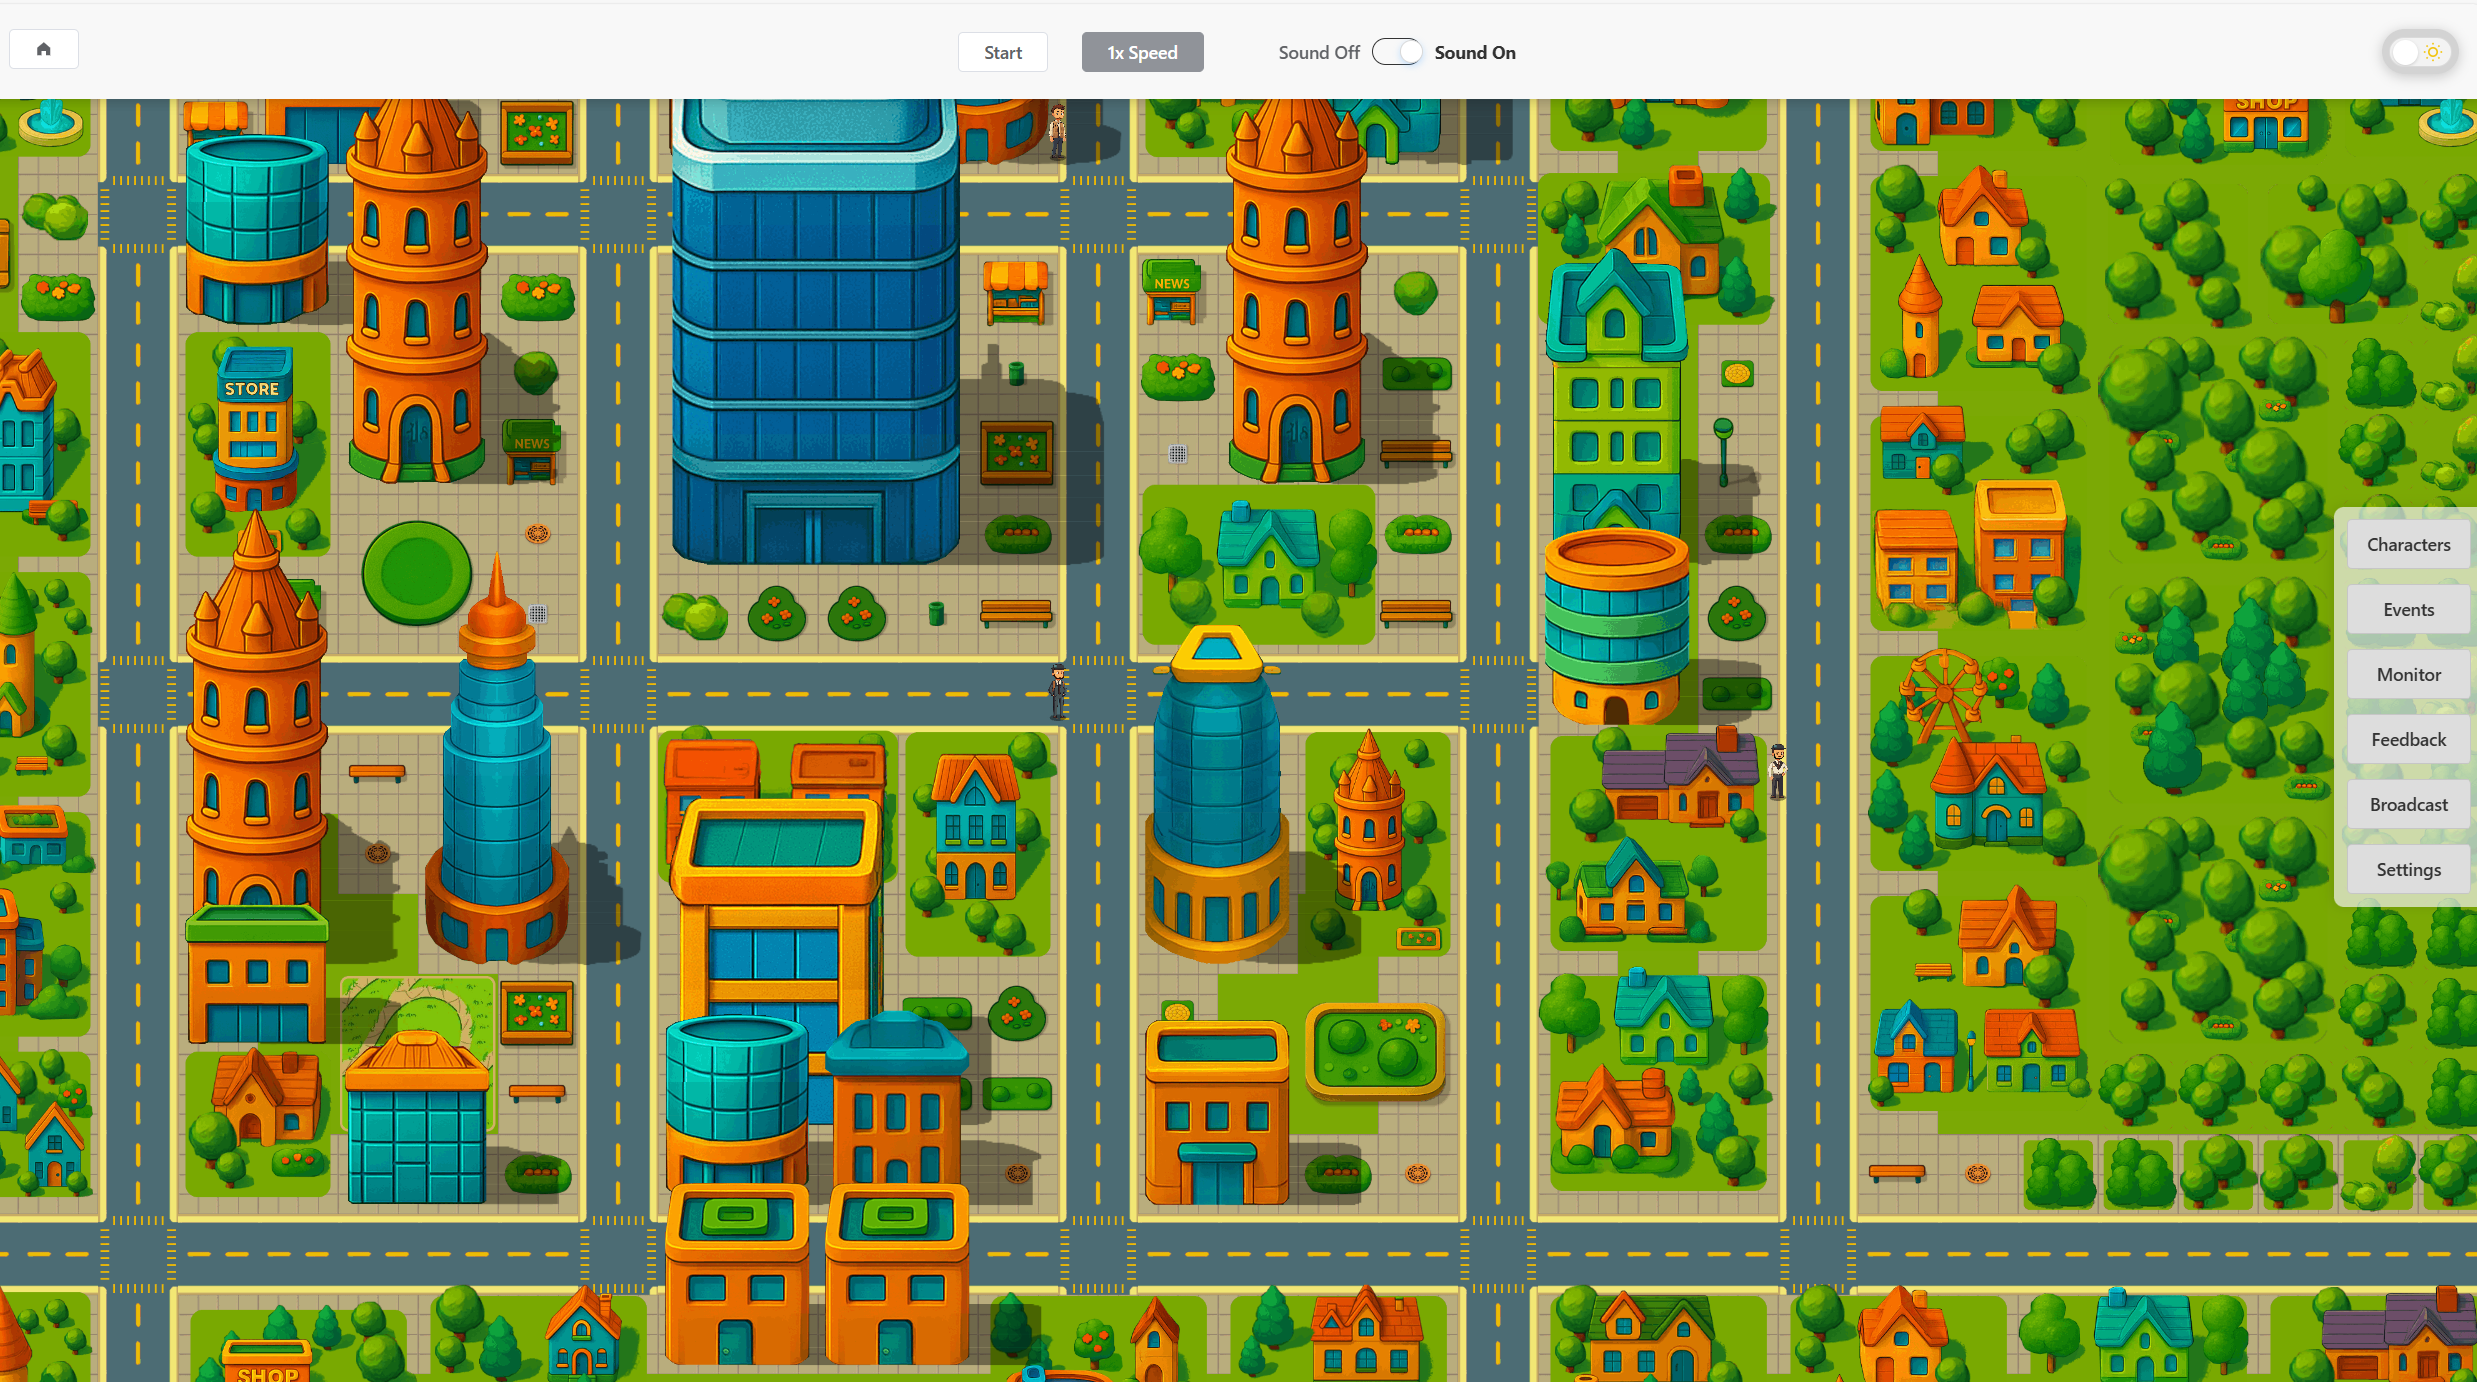 Start
1x Speed
Sound Off
Sound On
SHOP
NEWS
STORE
NEWS
Characters
Events
Monitor
Feedback
Broadcast
Settings
SHOP